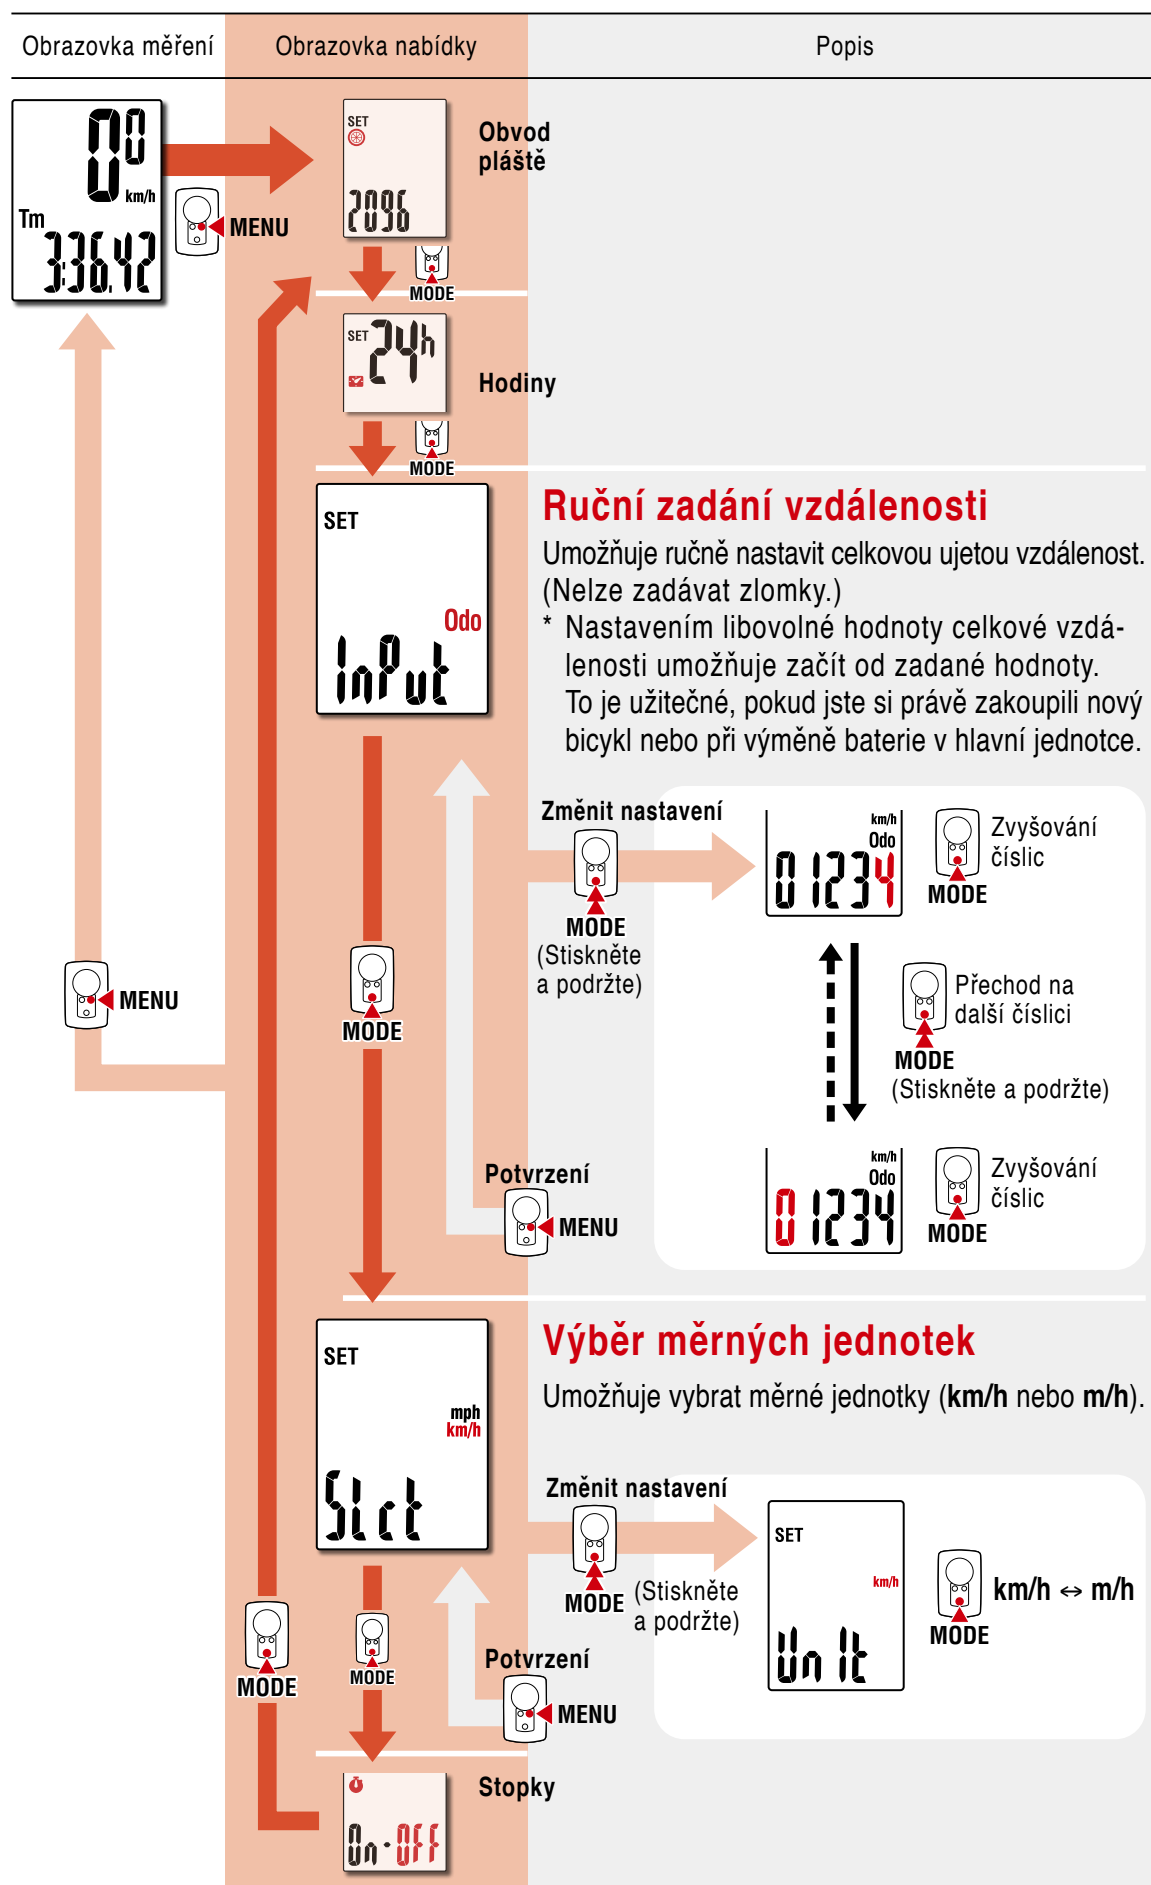 Obrazovka měření
Obrazovka nabídky
Popis
00
km/h
Tm
3:36.42
MENU
SET
2096
Obvod
pláště
MODE
SET
24h
Hodiny
MODE
SET
Odo
InPut
Ruční zadání vzdálenosti
Umožňuje ručně nastavit celkovou ujetou vzdálenost.
(Nelze zadávat zlomky.)
* Nastavením libovolné hodnoty celkové vzdá-
lenosti umožňuje začít od zadané hodnoty.
To je užitečné, pokud jste si právě zakoupili nový
bicykl nebo při výměně baterie v hlavní jednotce.
Změnit nastavení
MODE
(Stiskněte
a podržte)
km/h
Odo
01234
Zvyšování
číslic
MODE
MENU
MODE
Přechod na
další číslici
MODE
(Stiskněte a podržte)
Potvrzení
MENU
km/h
Odo
01234
Zvyšování
číslic
MODE
SET
mph
km/h
Slct
Výběr měrných jednotek
Umožňuje vybrat měrné jednotky (km/h nebo m/h).
Změnit nastavení
MODE
(Stiskněte
a podržte)
SET
km/h
UnIt
km/h ⇔ m/h
MODE
MODE
MODE
Potvrzení
MENU
On-OFF
Stopky